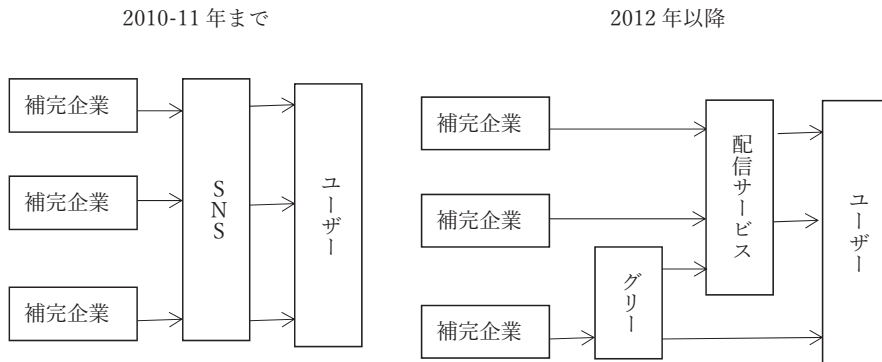 2010-11 年まで
補完企業
補完企業
補完企業
SNS
ユーザー
2012 年以降
補完企業
補完企業
補完企業
グリー
配信サービス
ユーザー